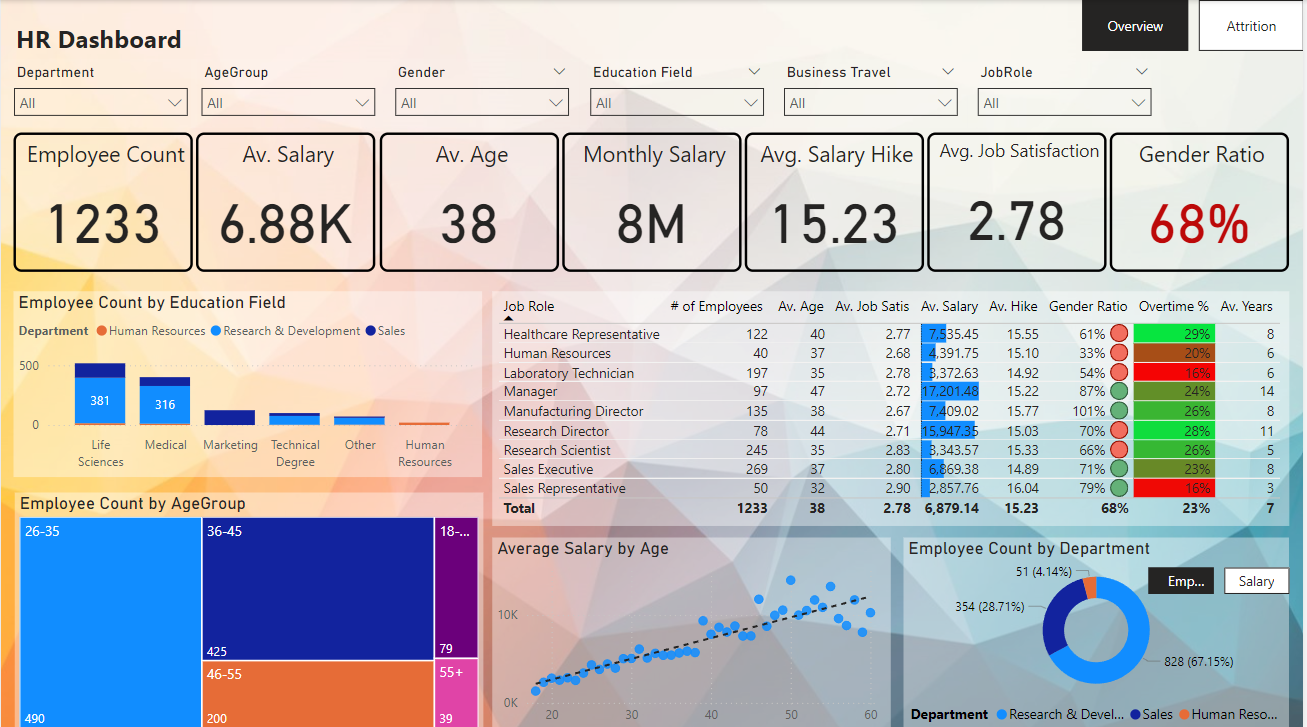 HR Dashboard
Overview
Attrition
Department AgeGroup Gender Education Field Business Travel JobRole
All All All All All All
Employee Count Av. Salary Av. Age Monthly Salary Avg. Salary Hike Avg. Job Satisfaction Gender Ratio
1233 6.88K 38 8M 15.23 2.78 68%
Employee Count by Education Field
Department Human Resources Research & Development Sales
500
381 316
0
Life Sciences Medical Marketing Technical Degree Other Human Resources
Job Role # of Employees Av. Age Av. Job Satis Av. Salary Av. Hike Gender Ratio Overtime % Av. Years
Healthcare Representative 122 40 2.77 7,535.45 15.55 61% 29% 8
Human Resources 40 37 2.68 4,391.75 15.10 33% 20% 6
Laboratory Technician 197 35 2.78 3,372.63 14.92 54% 16% 6
Manager 97 47 2.72 17,201.48 15.22 87% 24% 14
Manufacturing Director 135 38 2.67 7,409.02 15.77 101% 26% 8
Research Director 78 44 2.71 15,947.35 15.03 70% 28% 11
Research Scientist 245 35 2.83 3,343.57 15.33 66% 26% 5
Sales Executive 269 37 2.80 6,869.38 14.89 71% 23% 8
Sales Representative 50 32 2.90 2,857.76 16.04 79% 16% 3
Total 1233 38 2.78 6,879.14 15.23 68% 23% 7
Employee Count by AgeGroup
26-35 36-45 18-...
425 79
46-55 55+
490 200 39
Average Salary by Age
10K
0K
20 30 40 50 60
Employee Count by Department
Emp... Salary
51 (4.14%)
354 (28.71%)
828 (67.15%)
Department Research & Devel... Sales Human Reso...